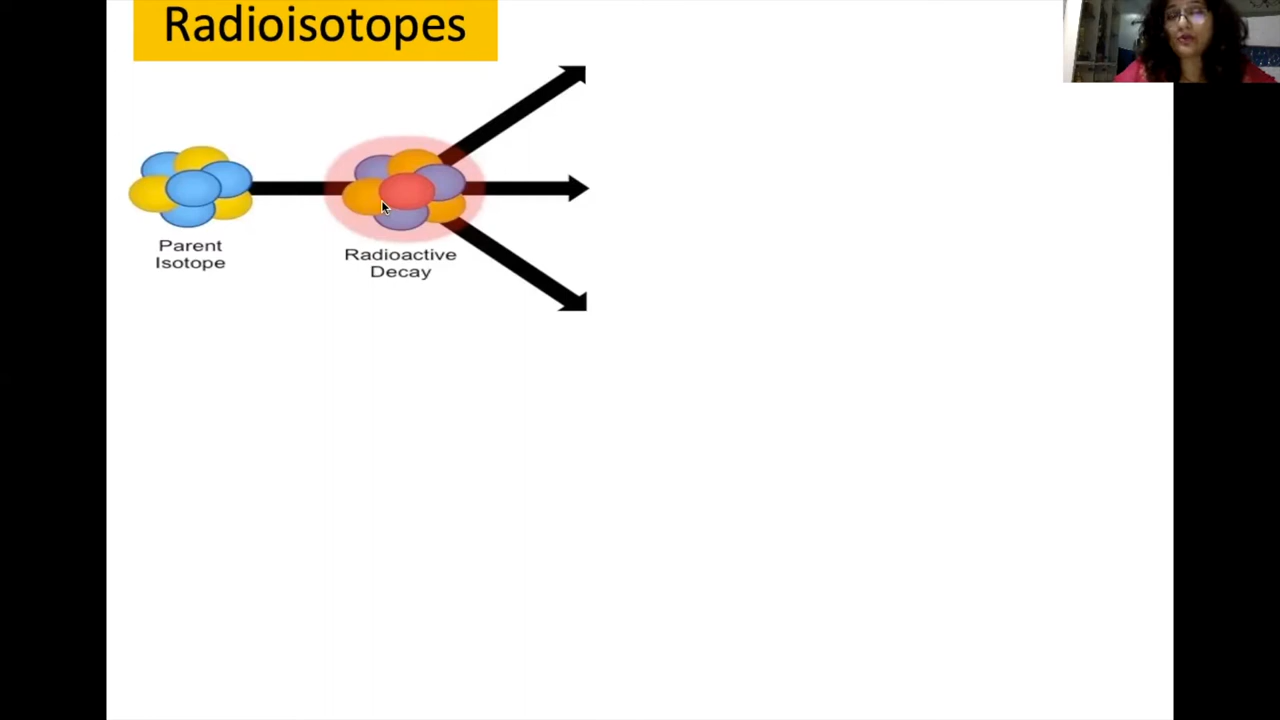 Radioisotopes
Parent
Isotope
Radioactive
Decay